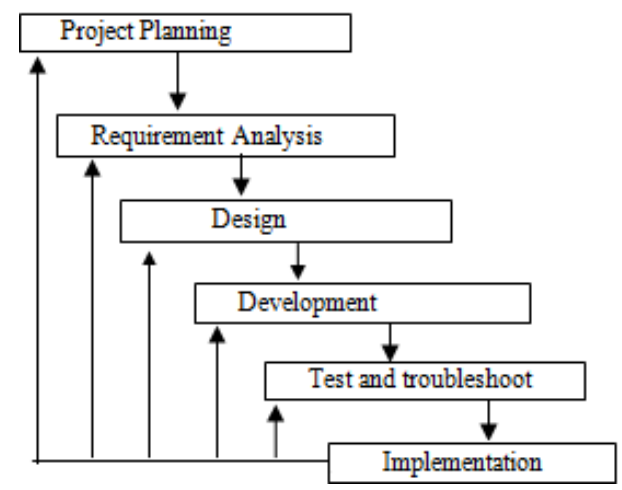 Project Planning
Requirement Analysis
Design
Development
Test and troubleshoot
Implementation